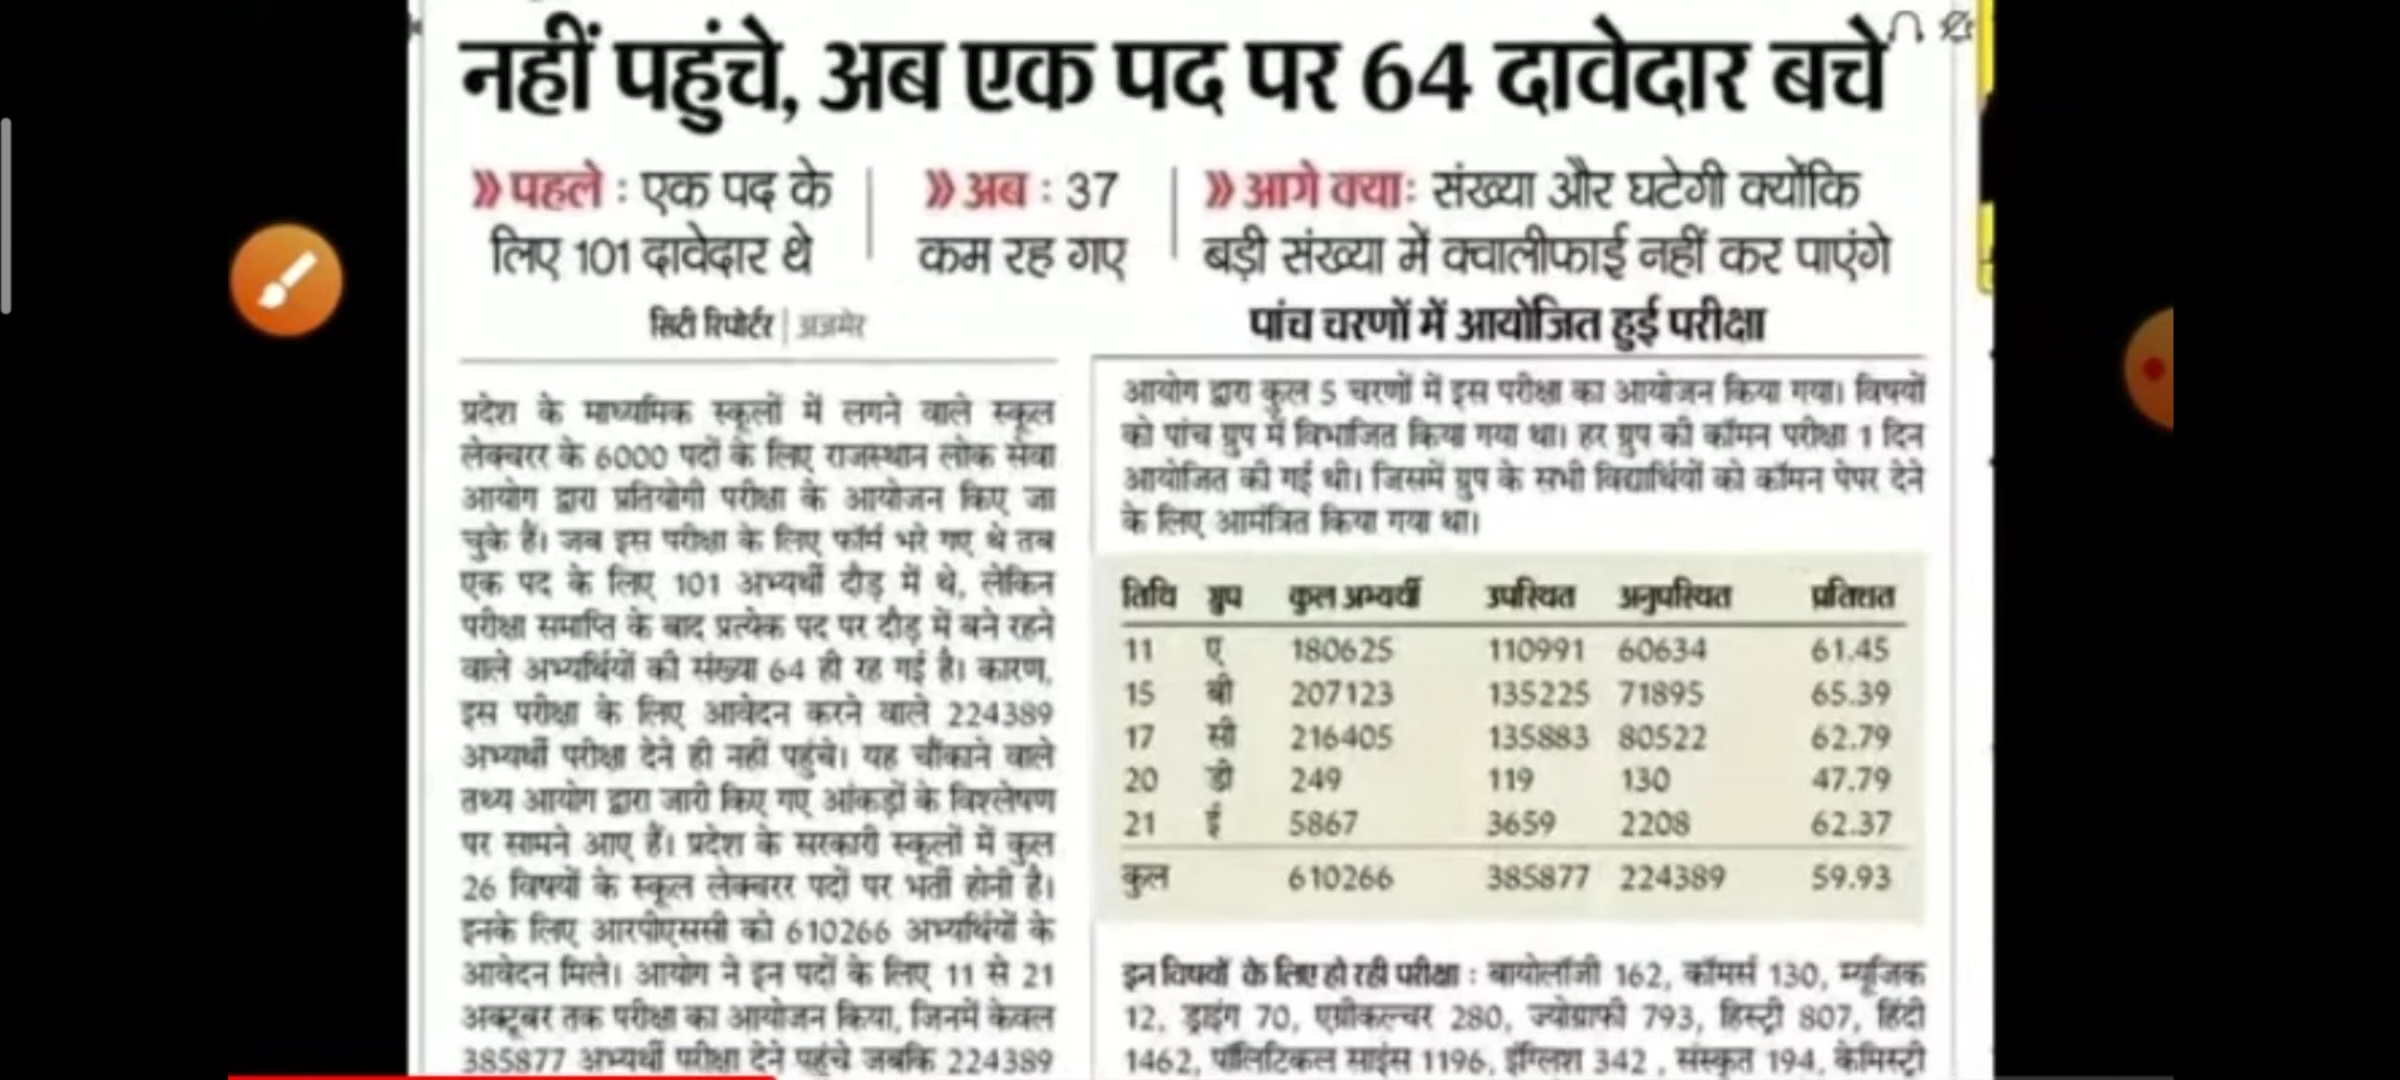 नहीं पहुंचे, अब एक पद पर 64 दावेदार बचे
»पहले : एक पद के
लिए 101 दावेदार थे
»अब : 37
कम रह गए
»आगे क्या: संख्या और घटेगी क्योंकि
बड़ी संख्या में क्वालीफाई नहीं कर पाएंगे
सिटी रिपोर्टर | अजमेर
प्रदेश के माध्यमिक स्कूलों में लगने वाले स्कूल
लेक्चरर के 6000 पदों के लिए राजस्थान लोक सेवा
आयोग द्वारा प्रतियोगी परीक्षा के आयोजन किए जा
चुके हैं। जब इस परीक्षा के लिए फॉर्म भरे गए थे तब
एक पद के लिए 101 अभ्यर्थी दौड़ में थे, लेकिन
परीक्षा समाप्ति के बाद प्रत्येक पद पर दौड़ में बने रहने
वाले अभ्यर्थियों की संख्या 64 ही रह गई है। कारण,
इस परीक्षा के लिए आवेदन करने वाले 224389
अभ्यर्थी परीक्षा देने ही नहीं पहुंचे। यह चौंकाने वाले
तथ्य आयोग द्वारा जारी किए गए आंकड़ों के विश्लेषण
पर सामने आए हैं। प्रदेश के सरकारी स्कूलों में कुल
26 विषयों के स्कूल लेक्चरर पदों पर भर्ती होनी है।
इनके लिए आरपीएससी को 610266 अभ्यर्थियों के
आवेदन मिले। आयोग ने इन पदों के लिए 11 से 21
अक्टूबर तक परीक्षा का आयोजन किया, जिनमें केवल
385877 अभ्यर्थी परीक्षा देने पहुंचे जबकि 224389
पांच चरणों में आयोजित हुई परीक्षा
आयोग द्वारा कुल 5 चरणों में इस परीक्षा का आयोजन किया गया। विषयों
को पांच ग्रुप में विभाजित किया गया था। हर ग्रुप की कॉमन परीक्षा 1 दिन
आयोजित की गई थी। जिसमें ग्रुप के सभी विद्यार्थियों को कॉमन पेपर देने
के लिए आमंत्रित किया गया था।
तिथि ग्रुप कुल अभ्यर्थी उपस्थित अनुपस्थित प्रतिशत
11 ए 180625 110991 60634 61.45
15 बी 207123 135225 71895 65.39
17 सी 216405 135883 80522 62.79
20 डी 249 119 130 47.79
21 ई 5867 3659 2208 62.37
कुल 610266 385877 224389 59.93
इन विषयों के लिए हो रही परीक्षा : बायोलॉजी 162, कॉमर्स 130, म्यूजिक
12, ड्राइंग 70, एग्रीकल्चर 280, ज्योग्राफी 793, हिस्ट्री 807, हिंदी
1462, पॉलिटिकल साइंस 1196, इंग्लिश 342 , संस्कृत 194, केमिस्ट्री